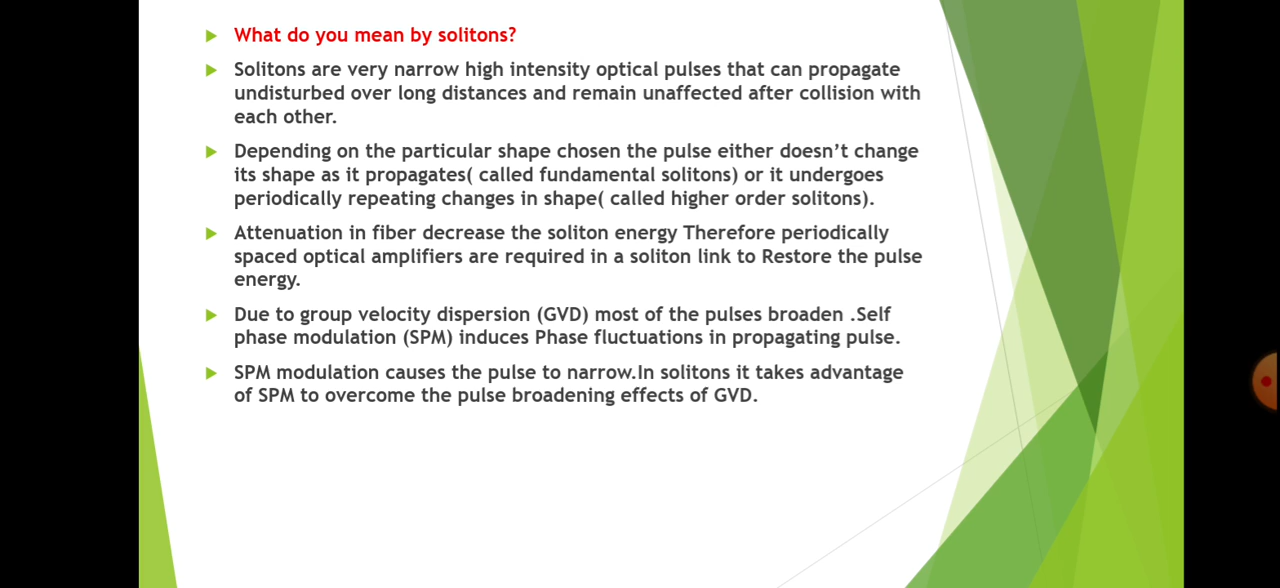 What do you mean by solitons?
Solitons are very narrow high intensity optical pulses that can propagate
undisturbed over long distances and remain unaffected after collision with
each other.
Depending on the particular shape chosen the pulse either doesn’t change
its shape as it propagates( called fundamental solitons) or it undergoes
periodically repeating changes in shape( called higher order solitons).
Attenuation in fiber decrease the soliton energy Therefore periodically
spaced optical amplifiers are required in a soliton link to Restore the pulse
energy.
Due to group velocity dispersion (GVD) most of the pulses broaden .Self
phase modulation (SPM) induces Phase fluctuations in propagating pulse.
SPM modulation causes the pulse to narrow.In solitons it takes advantage
of SPM to overcome the pulse broadening effects of GVD.